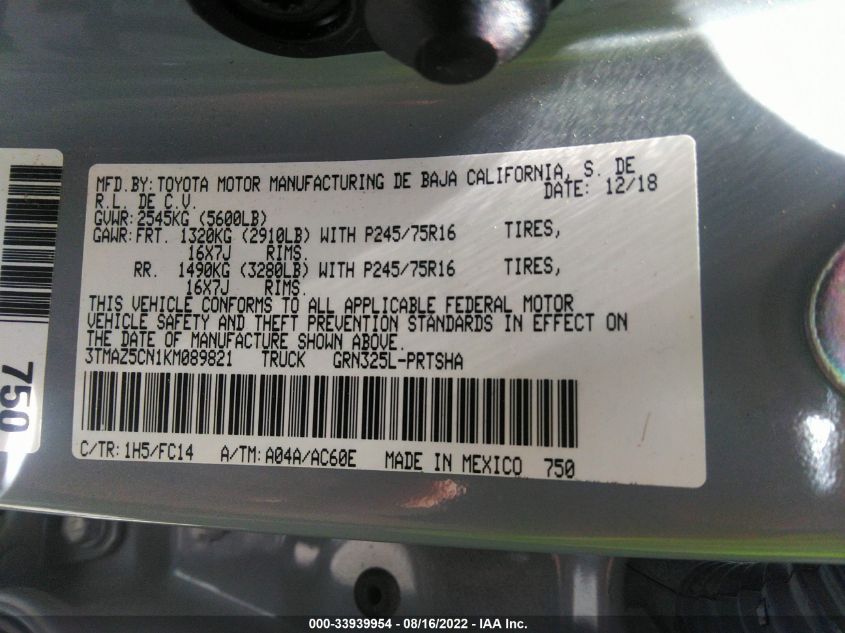 MFD.BY:TOYOTA MOTOR MANUFACTURING DE BAJA CALIFORNIA, S. DE
R.L. DE C.V. DATE: 12/18
GVWR:2545KG (5600LB)
GAWR:FRT. 1320KG (2910LB) WITH P245/75R16 TIRES,
16X7J RIMS.
RR. 1490KG (3280LB) WITH P245/75R16 TIRES,
16X7J RIMS.
THIS VEHICLE CONFORMS TO ALL APPLICABLE FEDERAL MOTOR
VEHICLE SAFETY AND THEFT PREVENTION STANDARDS IN EFFECT ON
THE DATE OF MANUFACTURE SHOWN ABOVE.
3TMAZ5CN1KM089821 TRUCK GRN325L-PRTSHA
C/TR:1H5/FC14 A/TM:A04A/AC60E MADE IN MEXICO 750
750
000-33939954 - 08/16/2022 - IAA Inc.